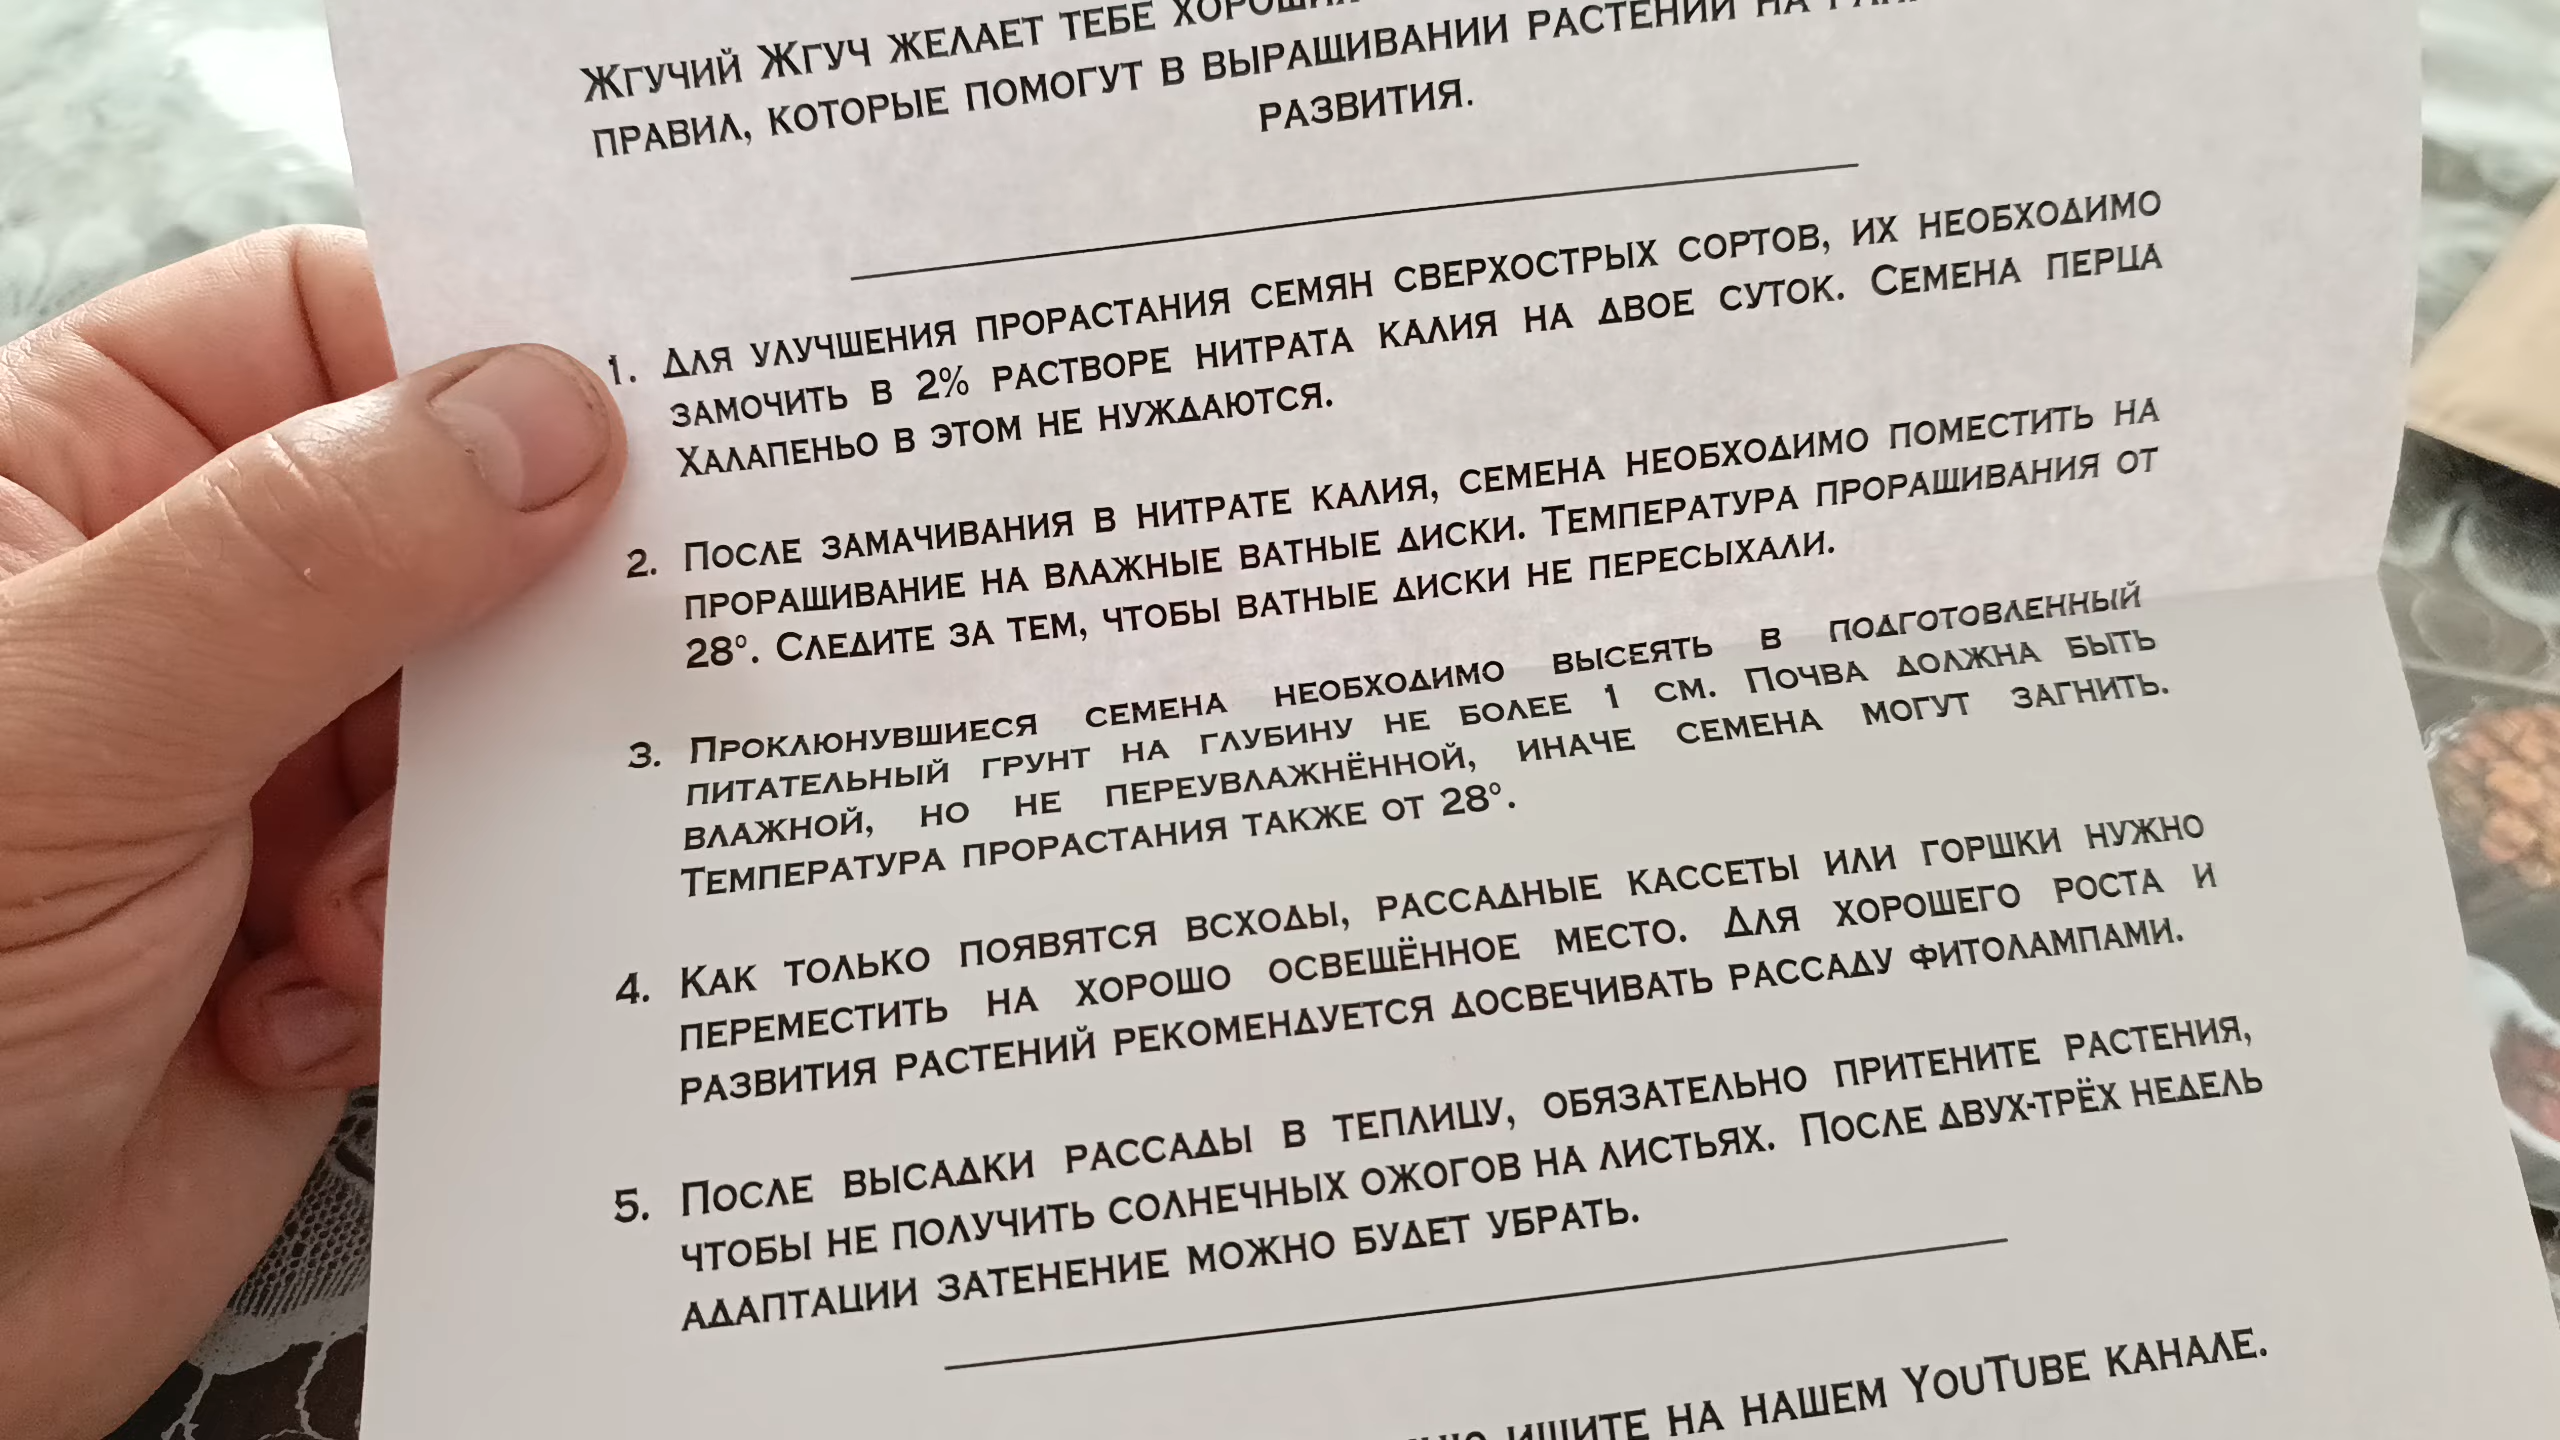 Жгучий Жгуч желает тебе
правил, которые помогут в выращивании растений на
развития.
1. Для улучшения прорастания семян сверхострых сортов, их необходимо
замочить в 2% растворе нитрата калия на двое суток. Семена перца
Халапеньо в этом не нуждаются.
2. После замачивания в нитрате калия, семена необходимо поместить на
проращивание на влажные ватные диски. Температура проращивания от
28°. Следите за тем, чтобы ватные диски не пересыхали.
3. Проклюнувшиеся семена необходимо высеять в подготовленный
питательный грунт на глубину не более 1 см. Почва должна быть
влажной, но не переувлажнённой, иначе семена могут загнить.
Температура прорастания также от 28°.
4. Как только появятся всходы, рассадные кассеты или горшки нужно
переместить на хорошо освещённое место. Для хорошего роста и
развития растений рекомендуется досвечивать рассаду фитолампами.
5. После высадки рассады в теплицу, обязательно притените растения,
чтобы не получить солнечных ожогов на листьях. После двух-трёх недель
адаптации затенение можно будет убрать.
ищите на нашем YouTube канале.